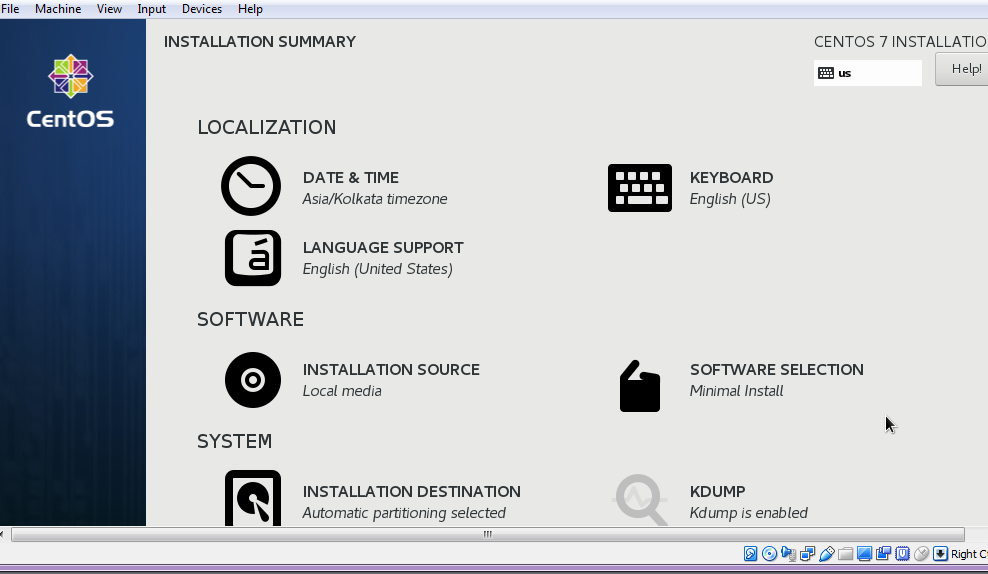 File Machine View Input Devices Help
INSTALLATION SUMMARY
CENTOS 7 INSTALLATIO
us
Help!
CentOS
LOCALIZATION
DATE & TIME
Asia/Kolkata timezone
KEYBOARD
English (US)
LANGUAGE SUPPORT
English (United States)
SOFTWARE
INSTALLATION SOURCE
Local media
SOFTWARE SELECTION
Minimal Install
SYSTEM
INSTALLATION DESTINATION
Automatic partitioning selected
KDUMP
Kdump is enabled
Right C